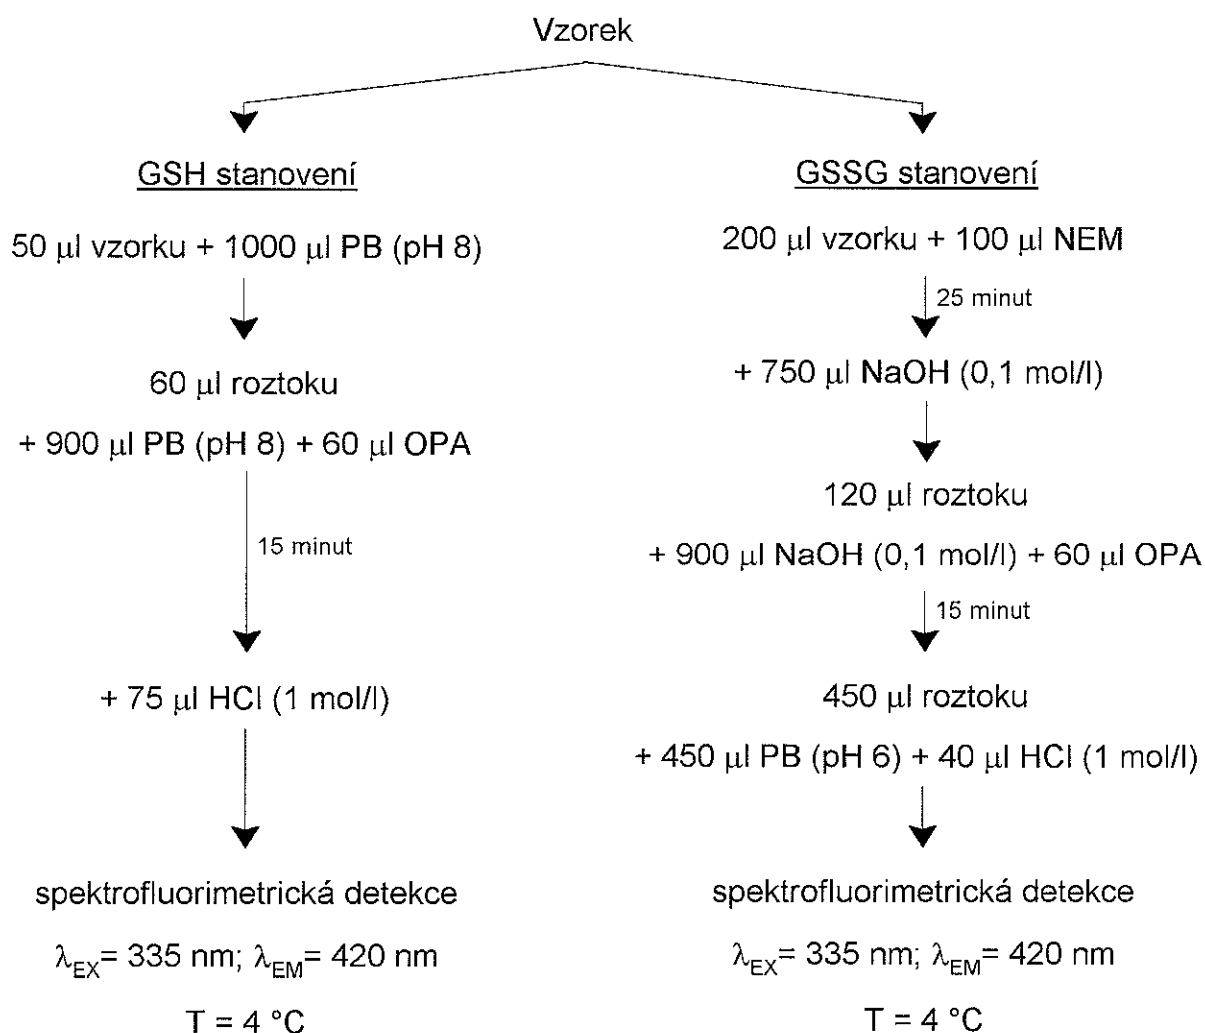 Vzorek
GSH stanovení
50 μl vzorku + 1000 μl PB (pH 8)
60 μl roztoku
+ 900 μl PB (pH 8) + 60 μl OPA
15 minut
+ 75 μl HCl (1 mol/l)
spektrofluorimetrická detekce
λEX= 335 nm; λEM= 420 nm
T = 4 °C
GSSG stanovení
200 μl vzorku + 100 μl NEM
25 minut
+ 750 μl NaOH (0,1 mol/l)
120 μl roztoku
+ 900 μl NaOH (0,1 mol/l) + 60 μl OPA
15 minut
450 μl roztoku
+ 450 μl PB (pH 6) + 40 μl HCl (1 mol/l)
spektrofluorimetrická detekce
λEX= 335 nm; λEM= 420 nm
T = 4 °C